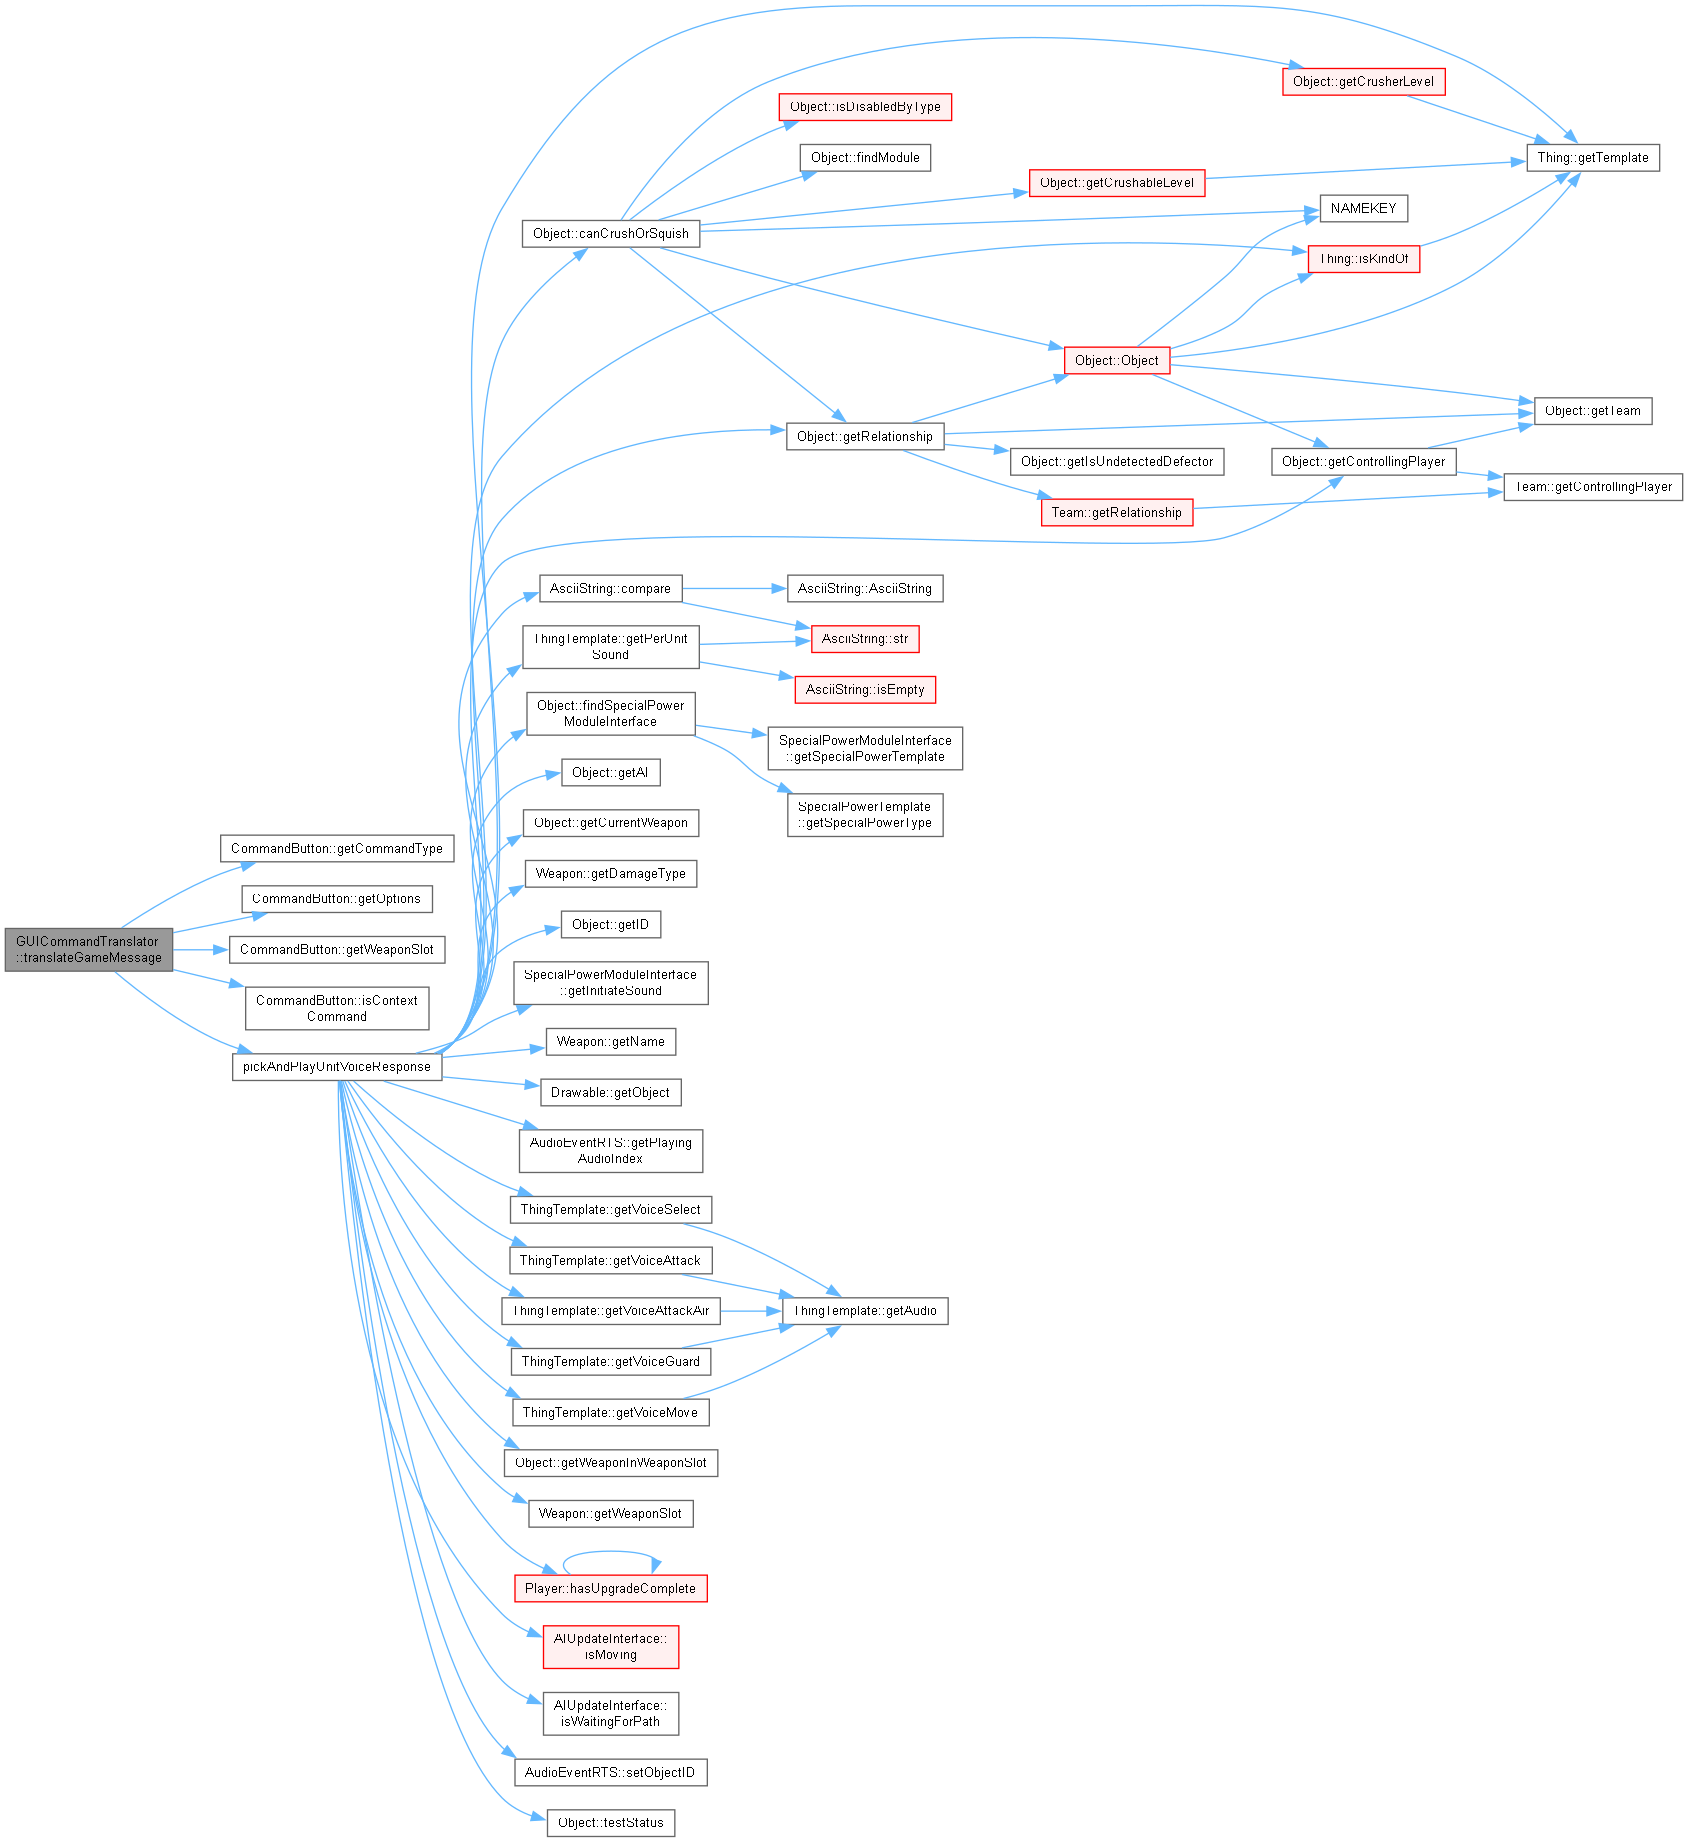 Object::getCrusherLevel
Object::isDisabledByType
Object::findModule
Thing::getTemplate
Object::getCrushableLevel
NAMEKEY
Object::canCrushOrSquish
Thing::isKindOf
Object::Object
Object::getTeam
Object::getRelationship
Object::getIsUndetectedDefector
Object::getControllingPlayer
Team::getControllingPlayer
Team::getRelationship
AsciiString::compare
AsciiString::AsciiString
AsciiString::str
ThingTemplate::getPerUnit
Sound
AsciiString::isEmpty
Object::findSpecialPower
ModuleInterface
SpecialPowerModuleInterface
::getSpecialPowerTemplate
Object::getAI
SpecialPowerTemplate
::getSpecialPowerType
Object::getCurrentWeapon
CommandButton::getCommandType
Weapon::getDamageType
CommandButton::getOptions
Object::getID
GUICommandTranslator
::translateGameMessage
CommandButton::getWeaponSlot
SpecialPowerModuleInterface
::getInitiateSound
CommandButton::isContext
Command
Weapon::getName
pickAndPlayUnitVoiceResponse
Drawable::getObject
AudioEventRTS::getPlaying
AudioIndex
ThingTemplate::getVoiceSelect
ThingTemplate::getVoiceAttack
ThingTemplate::getVoiceAttackAir
ThingTemplate::getAudio
ThingTemplate::getVoiceGuard
ThingTemplate::getVoiceMove
Object::getWeaponInWeaponSlot
Weapon::getWeaponSlot
Player::hasUpgradeComplete
AIUpdateInterface::
isMoving
AIUpdateInterface::
isWaitingForPath
AudioEventRTS::setObjectID
Object::testStatus